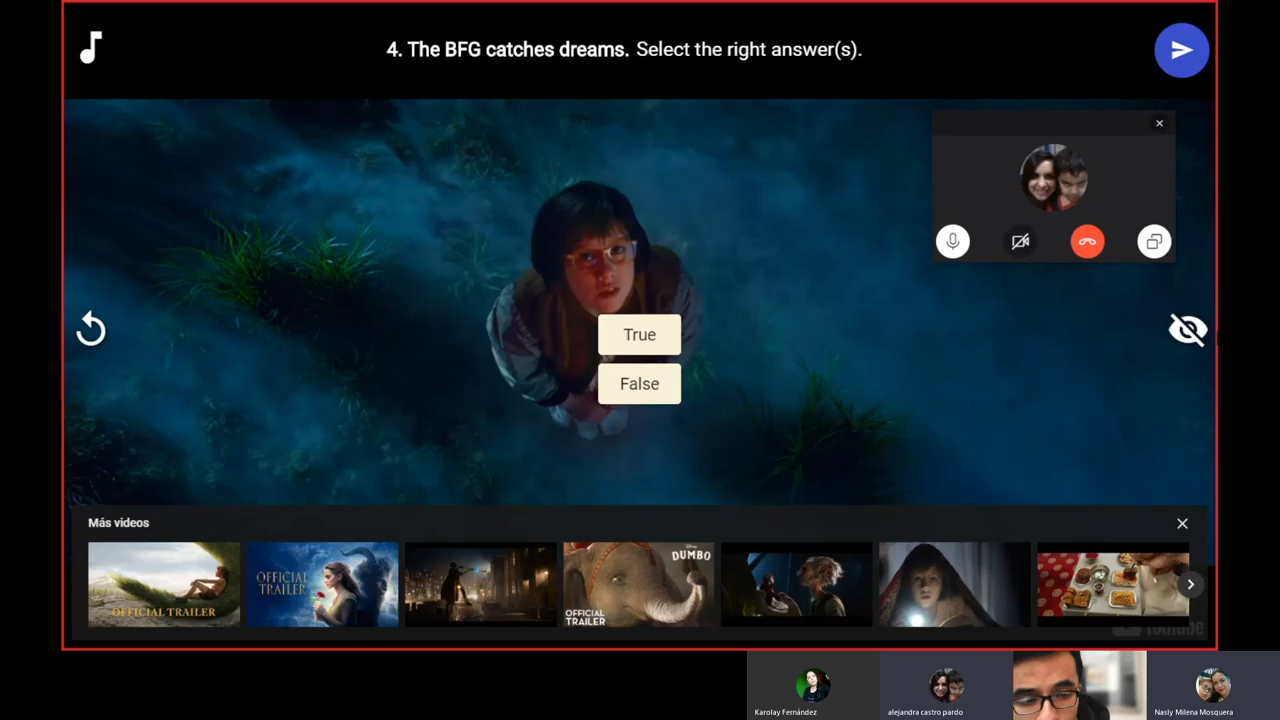 4. The BFG catches dreams. Select the right answer(s).
True
False
Más videos
OFFICIAL TRAILER
OFFICIAL
TRAILER
Disney
DUMBO
OFFICIAL
TRAILER
YouTube
Karolay Fernández
alejandra castro pardo
Nasly Milena Mosquera